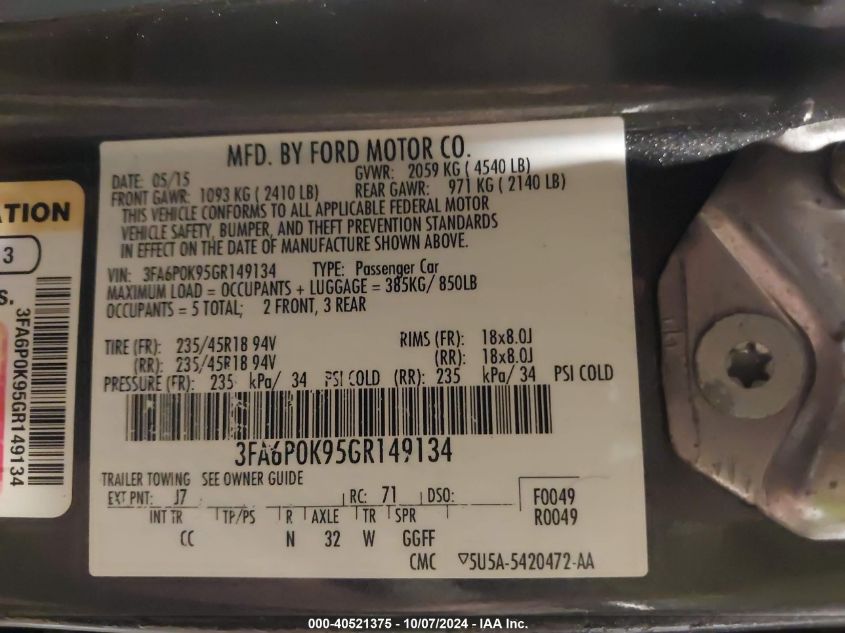 MFD. BY FORD MOTOR CO.
DATE: 05/15 GVWR: 2059 KG ( 4540 LB)
FRONT GAWR: 1093 KG ( 2410 LB) REAR GAWR: 971 KG ( 2140 LB)
THIS VEHICLE CONFORMS TO ALL APPLICABLE FEDERAL MOTOR
VEHICLE SAFETY, BUMPER, AND THEFT PREVENTION STANDARDS
IN EFFECT ON THE DATE OF MANUFACTURE SHOWN ABOVE.
VIN: 3FA6P0K95GR149134 TYPE: Passenger Car
MAXIMUM LOAD = OCCUPANTS + LUGGAGE = 385KG/ 850LB
OCCUPANTS = 5 TOTAL; 2 FRONT, 3 REAR
TIRE (FR): 235/45R18 94V RIMS (FR): 18x8.0J
(RR): 235/45R18 94V (RR): 18x8.0J
PRESSURE (FR): 235 kPa/ 34 PSI COLD (RR): 235 kPa/ 34 PSI COLD
3FA6P0K95GR149134
TRAILER TOWING SEE OWNER GUIDE
EXT PNT: J7 RC: 71 DSO: F0049
INT TR TP/PS R AXLE TR SPR R0049
CC N 32 W GGFF
CMC ▽5U5A-5420472-AA
ATION
3
S.
3FA6P0K95GR149134
000-40521375 - 10/07/2024 - IAA Inc.